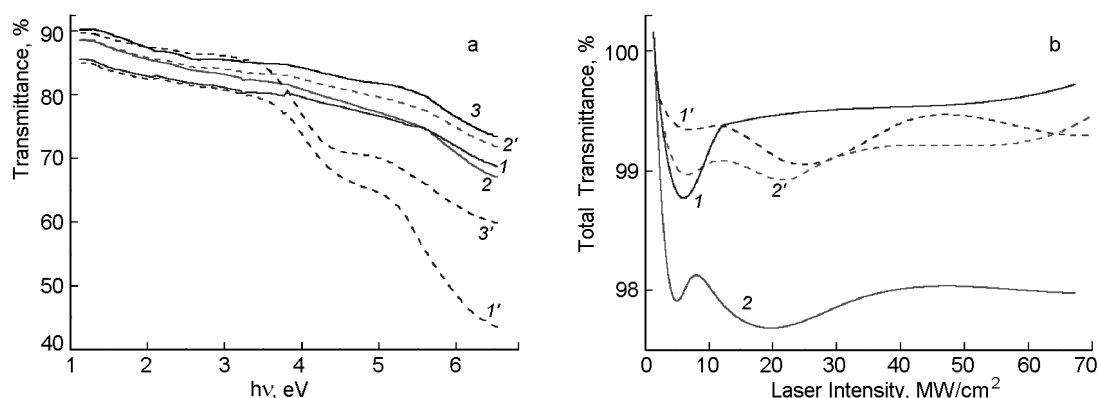 a
Transmittance, %
90
80
70
60
50
40
1 2 3 4 5 6
hν, eV
3
2'
1
2
3'
1'
b
Total Transmittance, %
100
99
98
0 10 20 30 40 50 60 70
Laser Intensity, MW/cm²
1'
1
2'
2